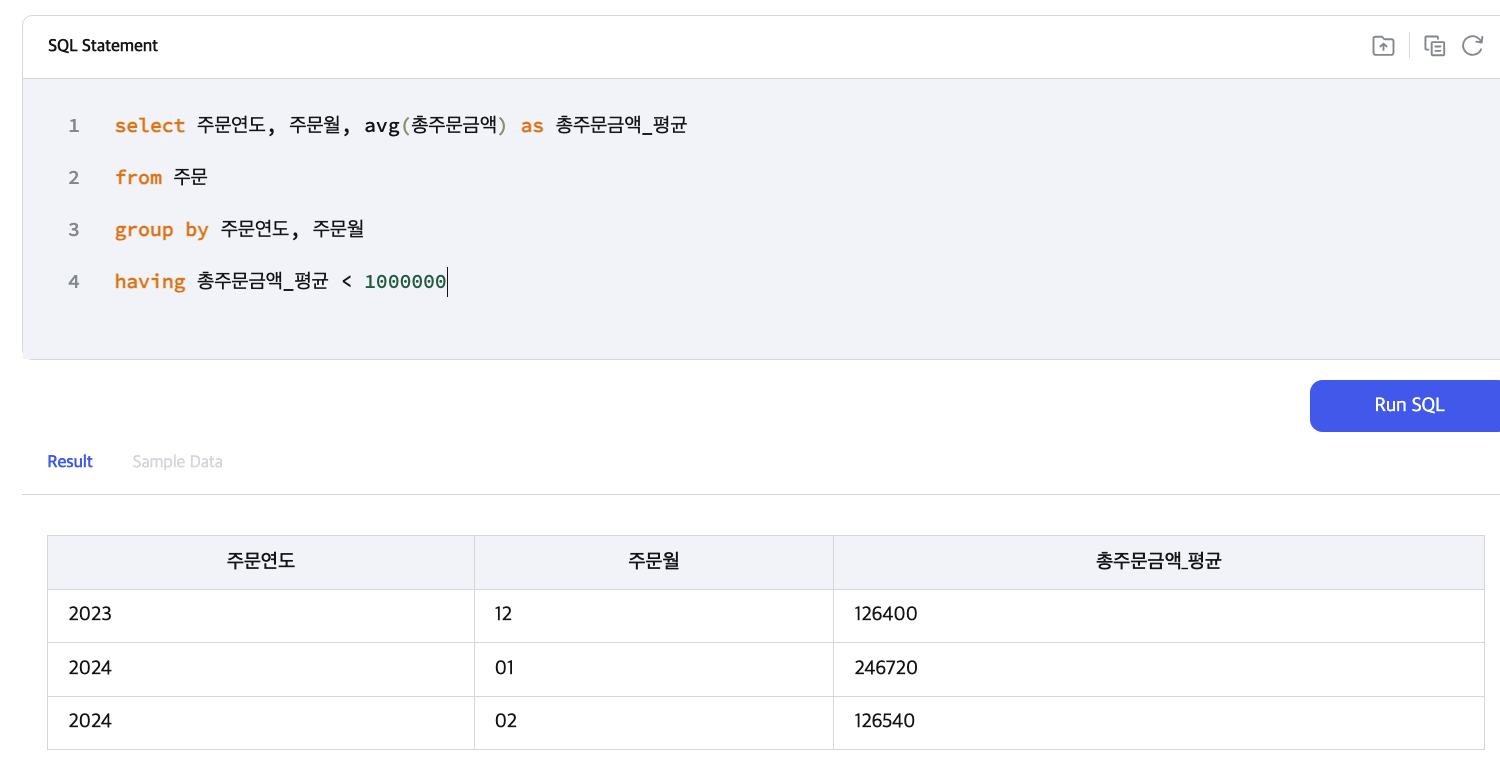 SQL Statement
1 select 주문연도, 주문월, avg(총주문금액) as 총주문금액_평균
2 from 주문
3 group by 주문연도, 주문월
4 having 총주문금액_평균 < 1000000
Run SQL
Result Sample Data
주문연도 주문월 총주문금액_평균
2023 12 126400
2024 01 246720
2024 02 126540